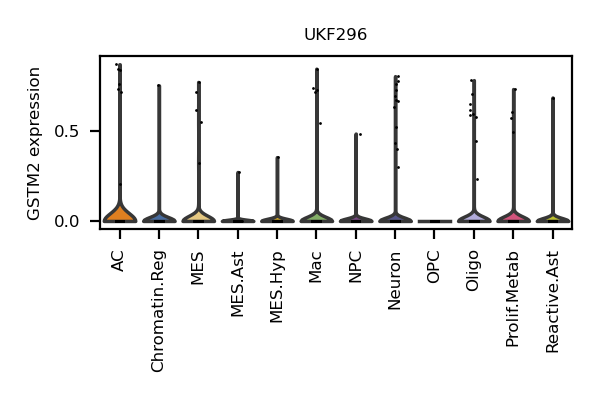 UKF296
GSTM2 expression
0.5
0.0
AC
Chromatin.Reg
MES
MES.Ast
MES.Hyp
Mac
NPC
Neuron
OPC
Oligo
Prolif.Metab
Reactive.Ast